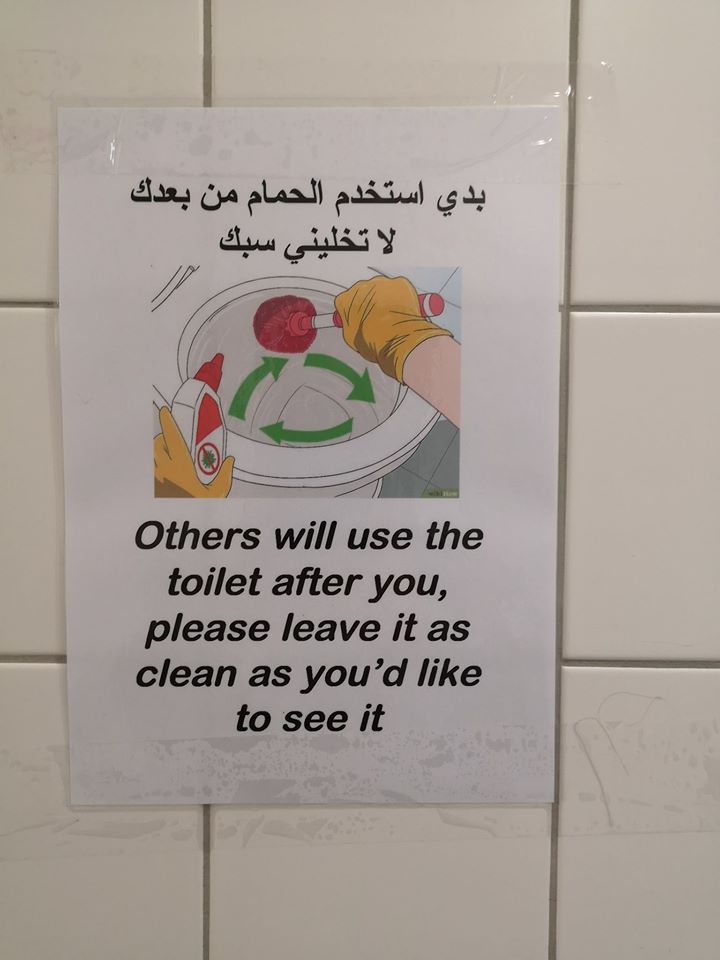 بدي استخدم الحمام من بعدك
لا تخليني سبك
wikiHow
Others will use the
toilet after you,
please leave it as
clean as you'd like
to see it